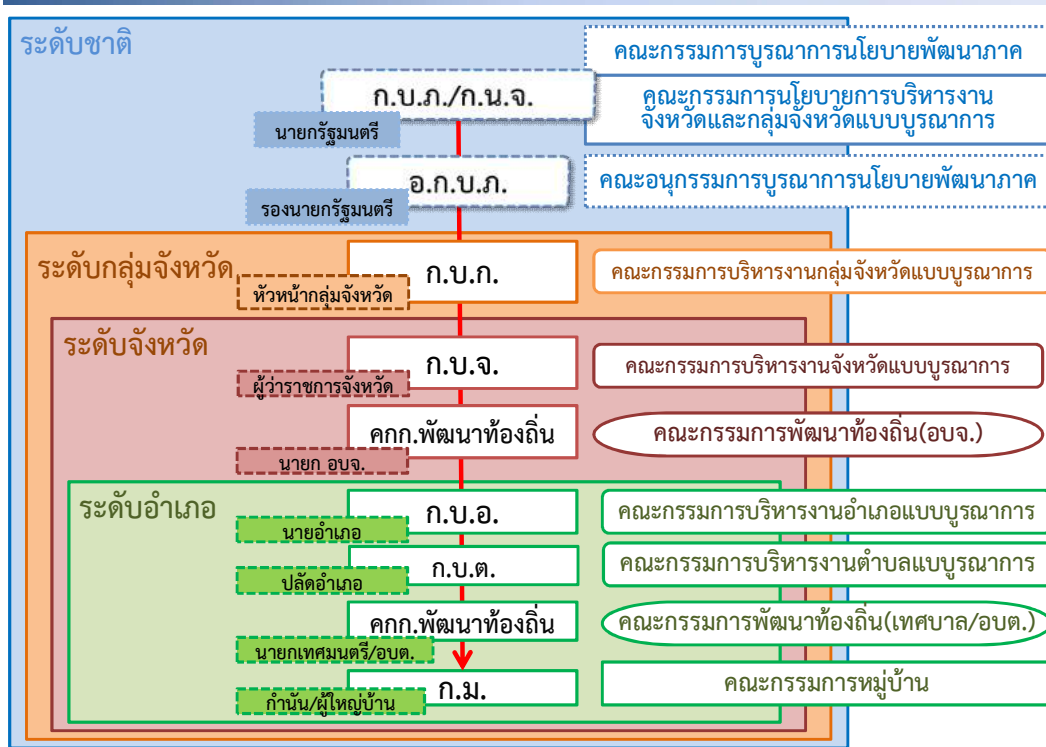 ระดับชาติ
คณะกรรมการบูรณาการนโยบายพัฒนาภาค
ก.บ.ภ./ก.น.จ.
คณะกรรมการนโยบายการบริหารงาน
จังหวัดและกลุ่มจังหวัดแบบบูรณาการ
นายกรัฐมนตรี
อ.ก.บ.ภ.
คณะอนุกรรมการบูรณาการนโยบายพัฒนาภาค
รองนายกรัฐมนตรี
ระดับกลุ่มจังหวัด
ก.บ.ก.
คณะกรรมการบริหารงานกลุ่มจังหวัดแบบบูรณาการ
หัวหน้ากลุ่มจังหวัด
ระดับจังหวัด
ก.บ.จ.
คณะกรรมการบริหารงานจังหวัดแบบบูรณาการ
ผู้ว่าราชการจังหวัด
คกก.พัฒนาท้องถิ่น
คณะกรรมการพัฒนาท้องถิ่น(อบจ.)
นายก อบจ.
ระดับอำเภอ
ก.บ.อ.
คณะกรรมการบริหารงานอำเภอแบบบูรณาการ
นายอำเภอ
ก.บ.ต.
คณะกรรมการบริหารงานตำบลแบบบูรณาการ
ปลัดอำเภอ
คกก.พัฒนาท้องถิ่น
คณะกรรมการพัฒนาท้องถิ่น(เทศบาล/อบต.)
นายกเทศมนตรี/อบต.
ก.ม.
คณะกรรมการหมู่บ้าน
กำนัน/ผู้ใหญ่บ้าน